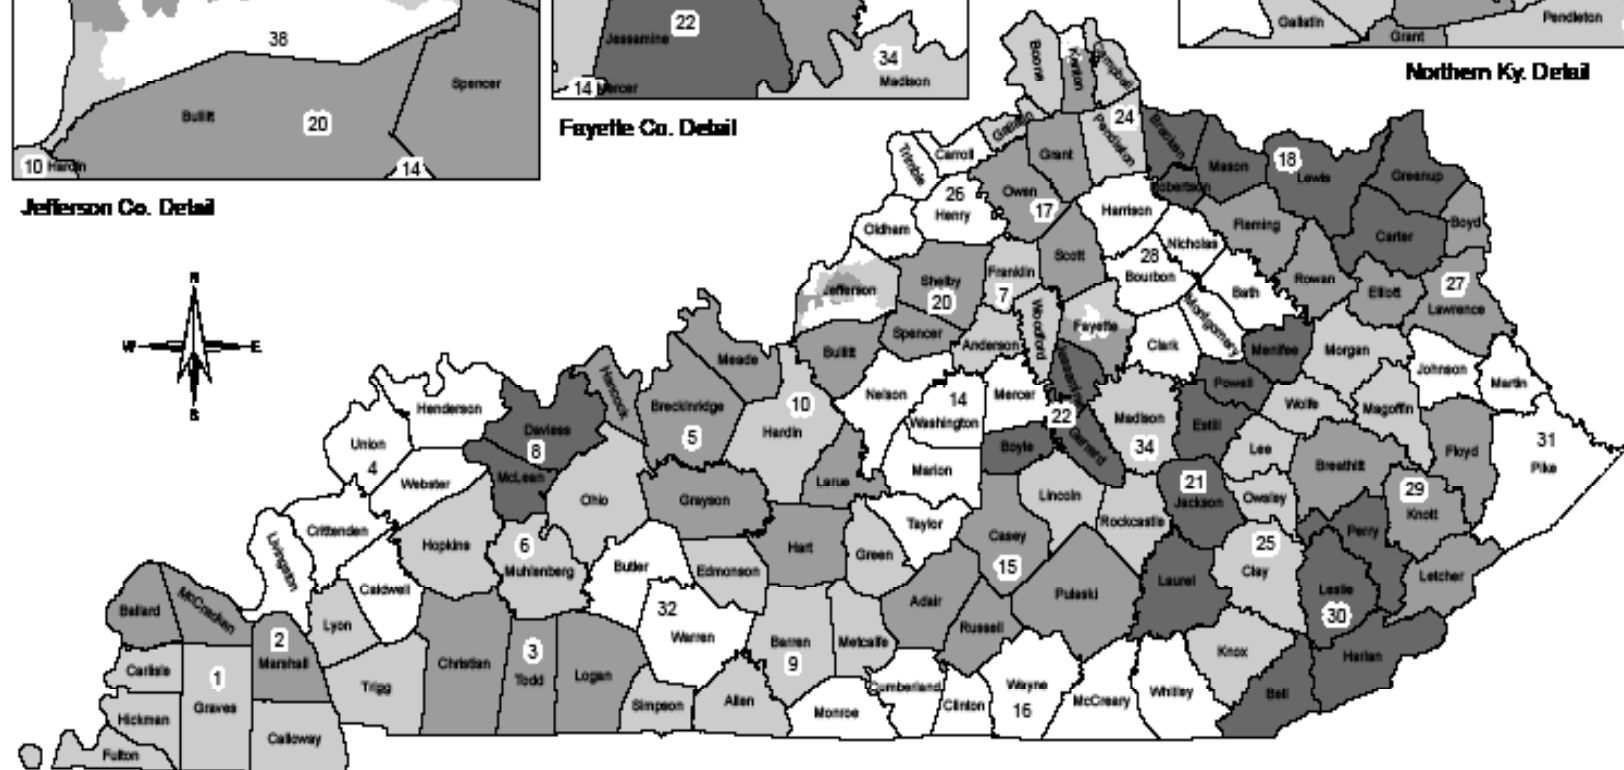 38
Bullitt
20
Spencer
10 Hardin
14
Jefferson Co. Detail
22
Jessamine
34
Madison
14 Mercer
Fayette Co. Detail
Gallatin
Grant
Pendleton
Northern Ky. Detail
N
W E
S
Boone
Kenton
Campbell
24
Pendleton
Gallatin
Grant
Carroll
Trimble
Owen
17
26
Henry
Oldham
Bracken
Mason
18
Lewis
Greenup
Robertson
Harrison
Fleming
Carter
Boyd
Nicholas
28
Bourbon
Scott
Franklin
7
Shelby
20
Jefferson
Bath
Rowan
Elliott
27
Lawrence
Montgomery
Woodford
Fayette
Spencer
Anderson
Bullitt
Clark
Menifee
Morgan
Johnson
Martin
Meade
Hancock
Breckinridge
5
10
Hardin
Nelson
14
Washington
Mercer
Jessamine
22
Garrard
Madison
34
Powell
Estill
Wolfe
Magoffin
Floyd
31
Pike
Henderson
Union
4
Daviess
8
McLean
Webster
Ohio
Grayson
Larue
Marion
Boyle
Lincoln
Lee
Breathitt
21
Jackson
Owsley
29
Knott
Perry
Rockcastle
Crittenden
Livingston
Hopkins
6
Muhlenberg
Butler
Edmonson
Hart
Green
Taylor
Casey
15
Pulaski
Laurel
25
Clay
Leslie
30
Letcher
Caldwell
Ballard
McCracken
Lyon
32
Warren
Barren
9
Metcalfe
Adair
Russell
Knox
Harlan
Bell
2
Marshall
Carlisle
1
Graves
Trigg
Christian
3
Todd
Logan
Simpson
Allen
Monroe
Cumberland
Clinton
Wayne
16
McCreary
Whitley
Hickman
Fulton
Calloway